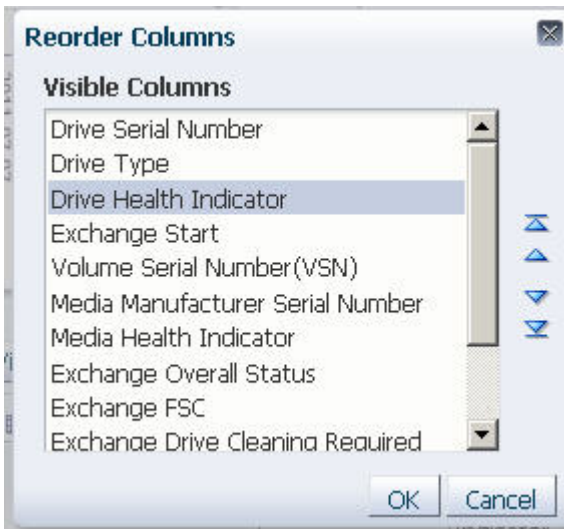 Reorder Columns
Visible Columns
Drive Serial Number
Drive Type
Drive Health Indicator
Exchange Start
Volume Serial Number(VSN)
Media Manufacturer Serial Number
Media Health Indicator
Exchange Overall Status
Exchange FSC
Exchange Drive Cleaning Required
OK
Cancel